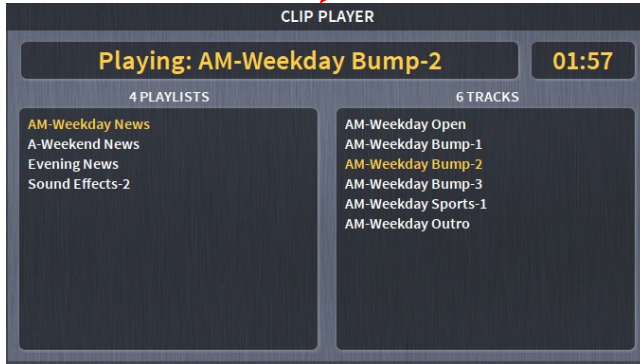 CLIP PLAYER
Playing: AM-Weekday Bump-2
01:57
4 PLAYLISTS
AM-Weekday News
A-Weekend News
Evening News
Sound Effects-2
6 TRACKS
AM-Weekday Open
AM-Weekday Bump-1
AM-Weekday Bump-2
AM-Weekday Bump-3
AM-Weekday Sports-1
AM-Weekday Outro